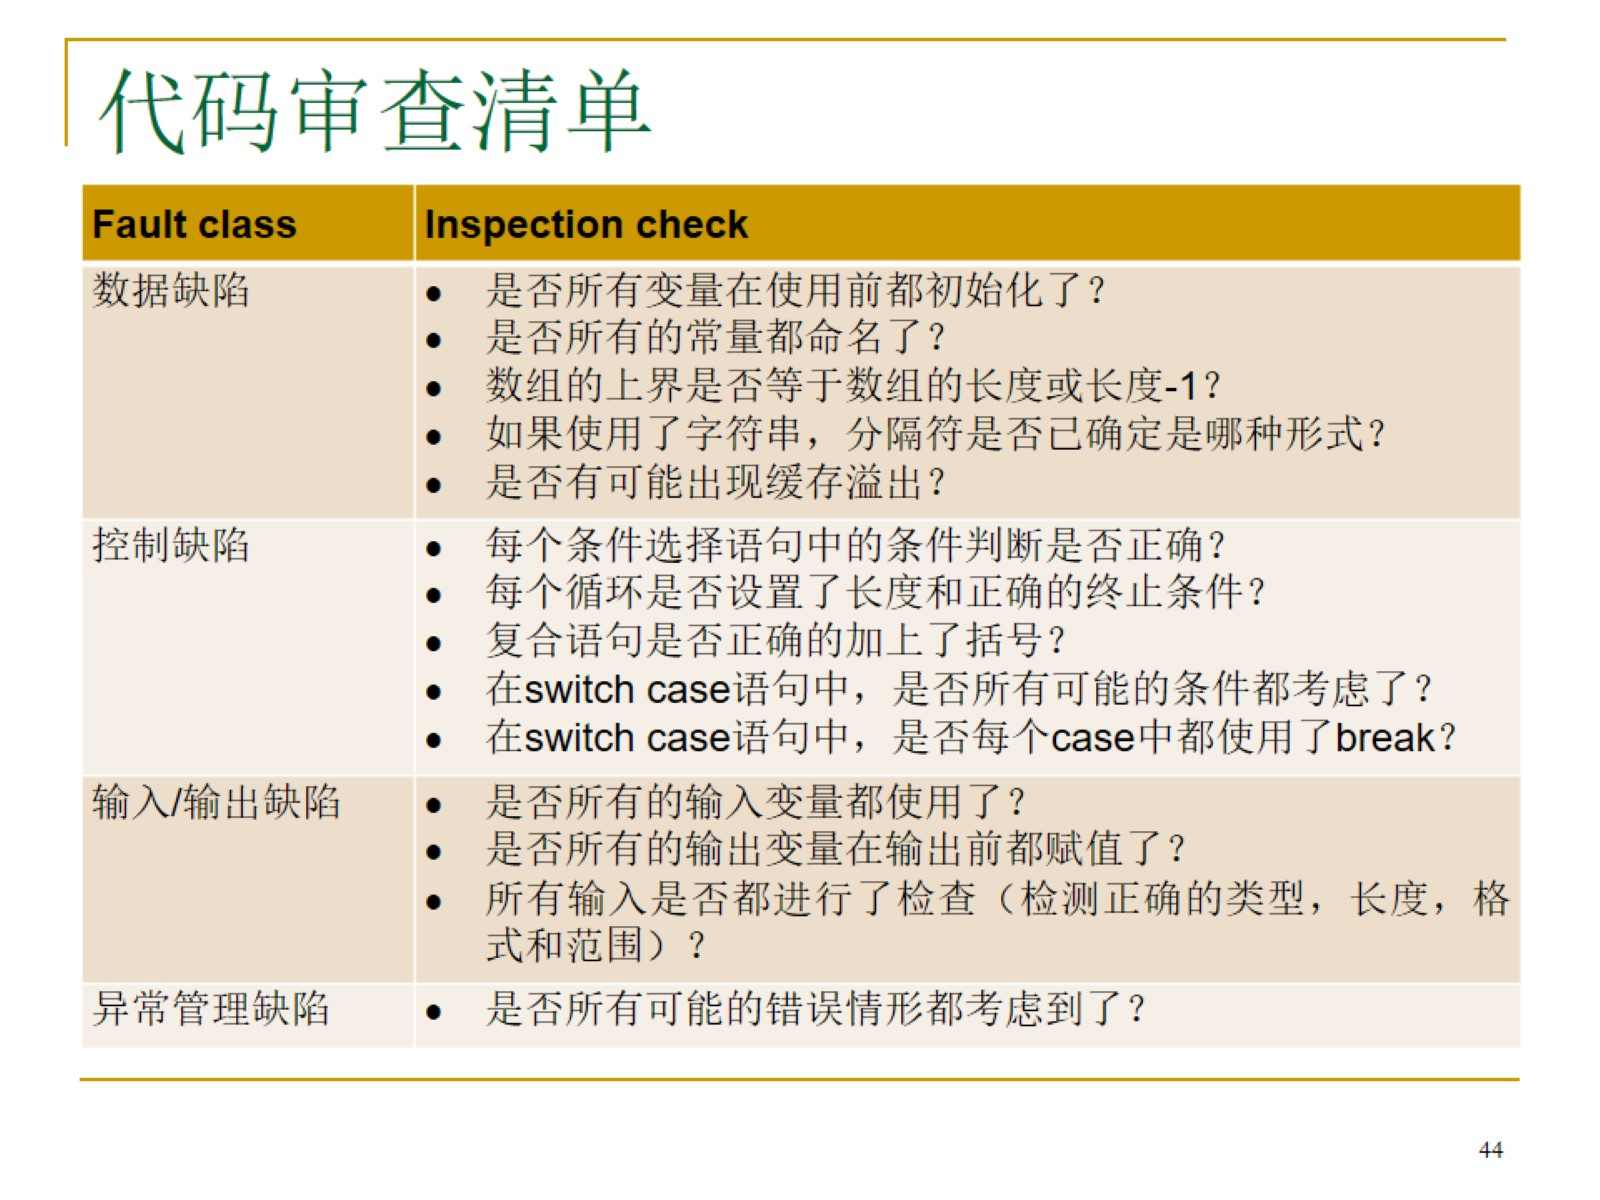 代码审查清单
Fault class
Inspection check
数据缺陷
● 是否所有变量在使用前都初始化了？
● 是否所有的常量都命名了？
● 数组的上界是否等于数组的长度或长度-1？
● 如果使用了字符串，分隔符是否已确定是哪种形式？
● 是否有可能出现缓存溢出？
控制缺陷
● 每个条件选择语句中的条件判断是否正确？
● 每个循环是否设置了长度和正确的终止条件？
● 复合语句是否正确的加上了括号？
● 在switch case语句中，是否所有可能的条件都考虑了？
● 在switch case语句中，是否每个case中都使用了break？
输入/输出缺陷
● 是否所有的输入变量都使用了？
● 是否所有的输出变量在输出前都赋值了？
● 所有输入是否都进行了检查（检测正确的类型，长度，格
式和范围）？
异常管理缺陷
● 是否所有可能的错误情形都考虑到了？
44